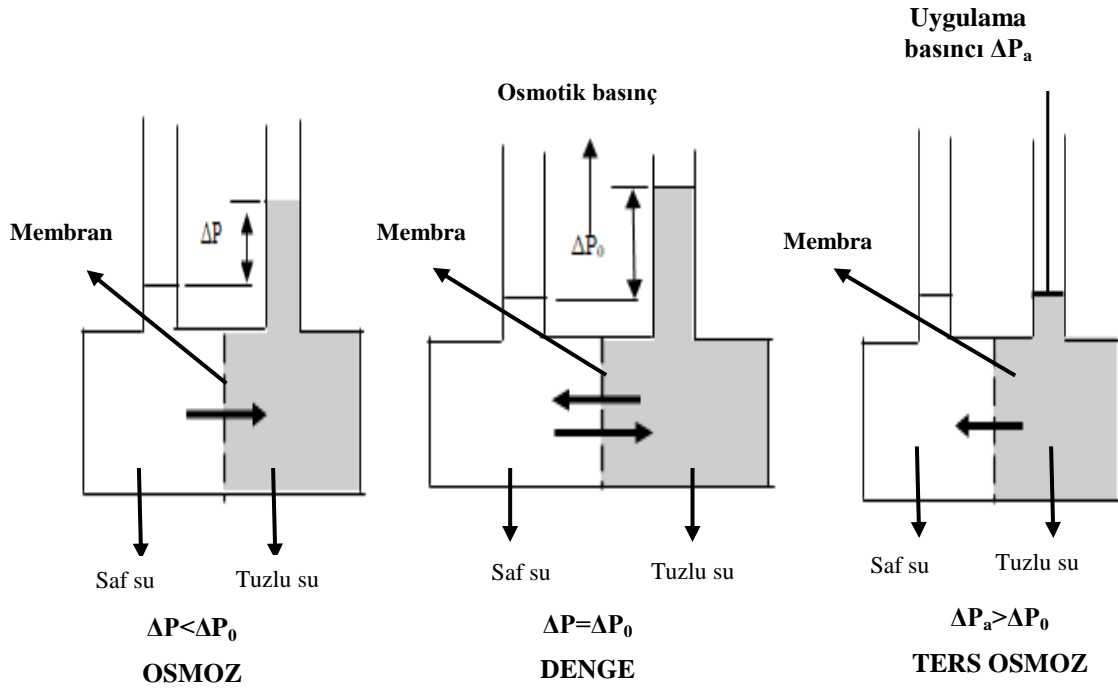 Uygulama
basıncı ΔPₐ
Osmotik basınç
Membran
ΔP
Membra
ΔP₀
Membra
Saf su
Tuzlu su
Saf su
Tuzlu su
Saf su
Tuzlu su
ΔP<ΔP₀
OSMOZ
ΔP=ΔP₀
DENGE
ΔPₐ>ΔP₀
TERS OSMOZ